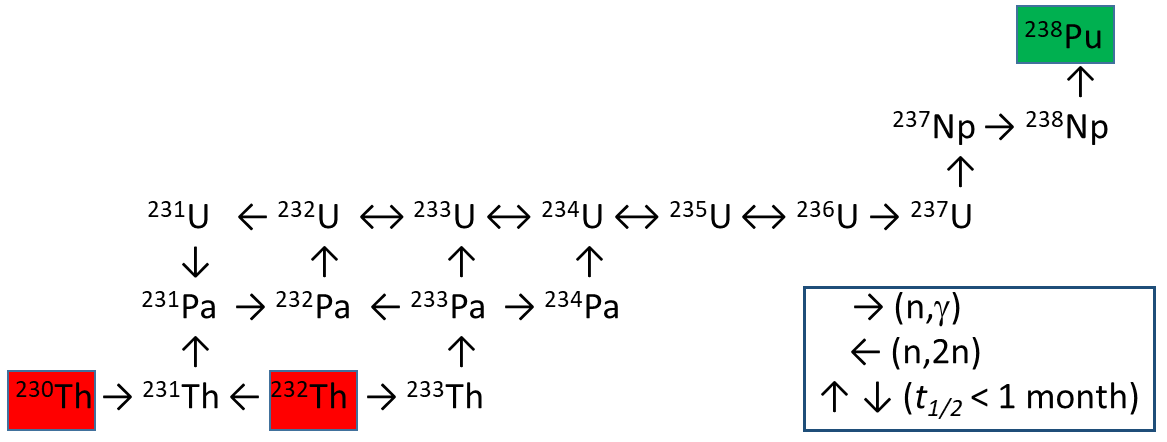 ²³⁸Pu
↑
²³⁷Np → ²³⁸Np
↑
²³¹U ← ²³²U ↔ ²³³U ↔ ²³⁴U ↔ ²³⁵U ↔ ²³⁶U → ²³⁷U
↓ ↑ ↑ ↑
²³¹Pa → ²³²Pa ← ²³³Pa → ²³⁴Pa
↑ ↑
²³⁰Th → ²³¹Th ← ²³²Th → ²³³Th
→ (n,γ)
← (n,2n)
↑ ↓ (t₁/₂ < 1 month)